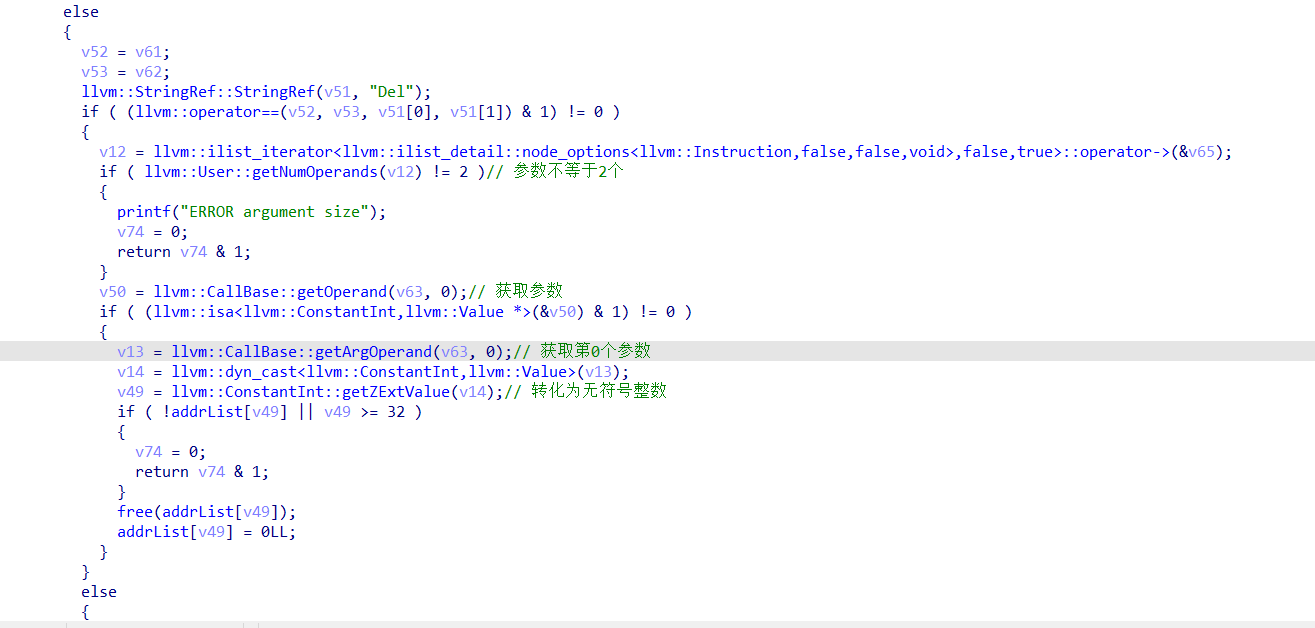 else
{
v52 = v61;
v53 = v62;
llvm::StringRef::StringRef(v51, "Del");
if ( (llvm::operator==(v52, v53, v51[0], v51[1]) & 1) != 0 )
{
v12 = llvm::ilist_iterator<llvm::ilist_detail::node_options<llvm::Instruction,false,false,void>,false,true>::operator->(&v65);
if ( llvm::User::getNumOperands(v12) != 2 )// 参数不等于2个
{
printf("ERROR argument size");
v74 = 0;
return v74 & 1;
}
v50 = llvm::CallBase::getOperand(v63, 0);// 获取参数
if ( (llvm::isa<llvm::ConstantInt,llvm::Value *>(&v50) & 1) != 0 )
{
v13 = llvm::CallBase::getArgOperand(v63, 0);// 获取第0个参数
v14 = llvm::dyn_cast<llvm::ConstantInt,llvm::Value>(v13);
v49 = llvm::ConstantInt::getZExtValue(v14);// 转化为无符号整数
if ( !addrList[v49] || v49 >= 32 )
{
v74 = 0;
return v74 & 1;
}
free(addrList[v49]);
addrList[v49] = 0LL;
}
}
else
{